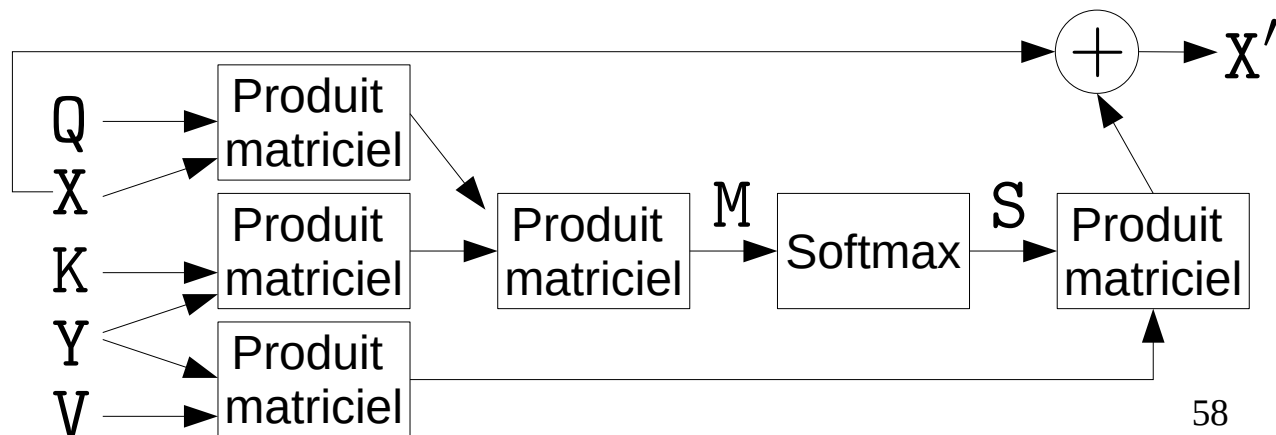 X′
Q
Produit
matriciel
X
K
Produit
matriciel
Produit
matriciel
M
Softmax
S
Produit
matriciel
Y
Produit
matriciel
V
58